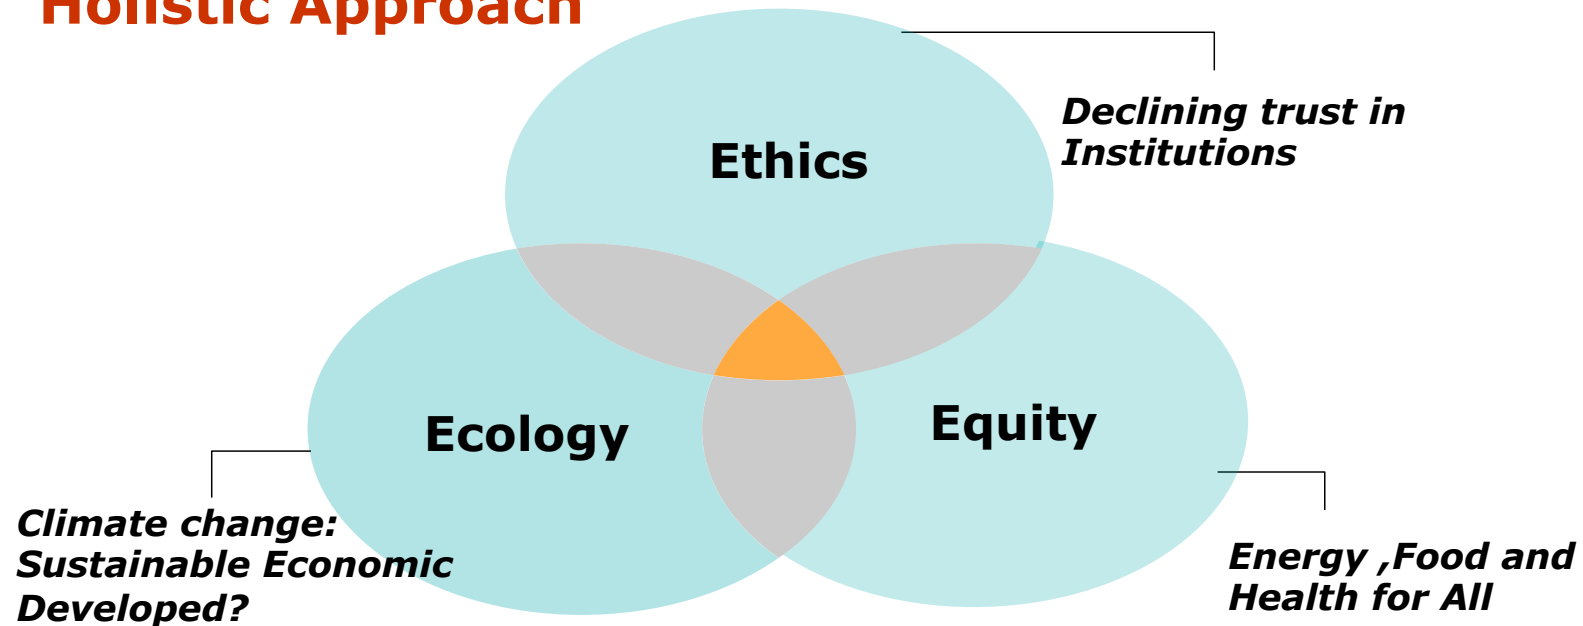 Holistic Approach
Ethics
Declining trust in
Institutions
Ecology
Equity
Climate change:
Sustainable Economic
Developed?
Energy ,Food and
Health for All